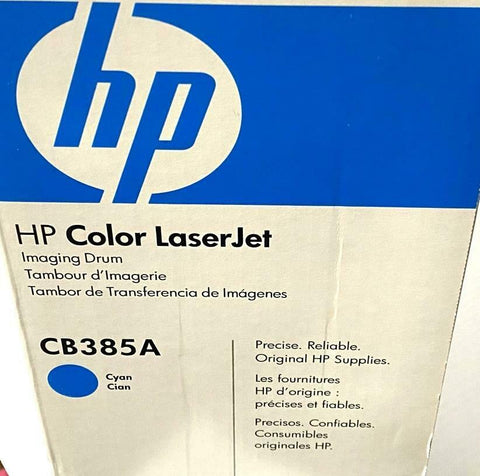 hp
HP Color LaserJet
Imaging Drum
Tambour d'Imagerie
Tambor de Transferencia de Imágenes
CB385A
Cyan
Cian
Precise. Reliable.
Original HP Supplies.
Les fournitures
HP d'origine :
précises et fiables.
Precisos. Confiables.
Consumibles
originales HP.